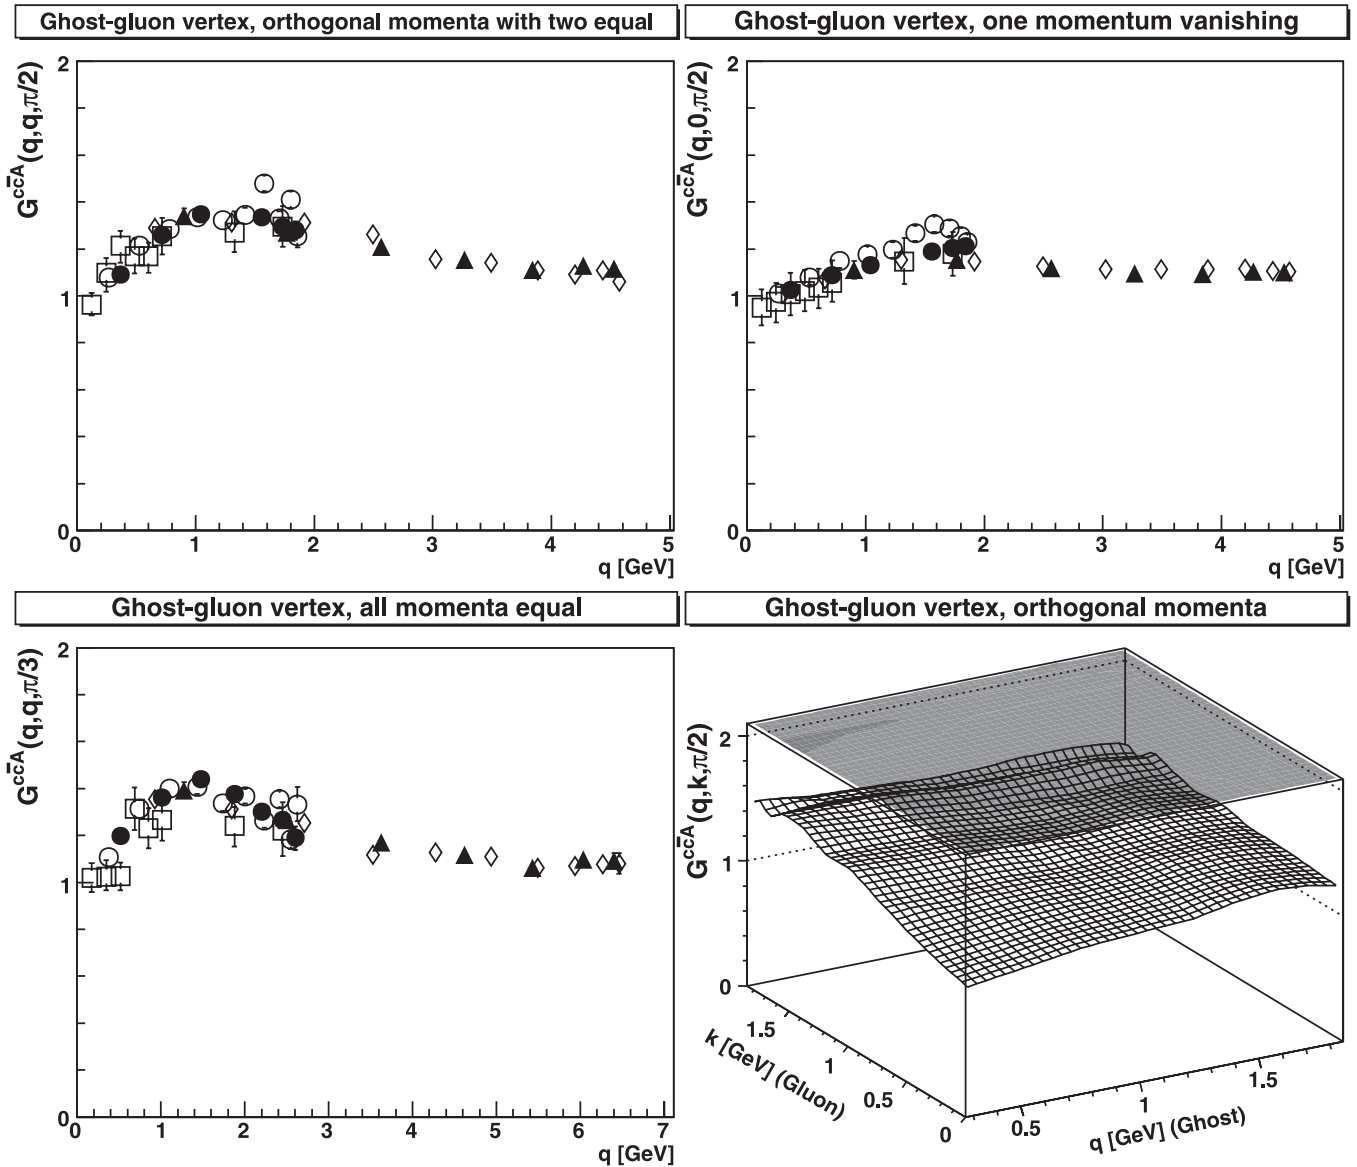 Ghost-gluon vertex, orthogonal momenta with two equal
G^{cc̄A}(q,q,π/2)
2
1
0
0 1 2 3 4 5
q [GeV]
Ghost-gluon vertex, one momentum vanishing
G^{cc̄A}(q,0,π/2)
2
1
0
0 1 2 3 4 5
q [GeV]
Ghost-gluon vertex, all momenta equal
G^{cc̄A}(q,q,π/3)
2
1
0
0 1 2 3 4 5 6 7
q [GeV]
Ghost-gluon vertex, orthogonal momenta
G^{cc̄A}(q,k,π/2)
2
1
0
1.5
1
0.5
0
k [GeV] (Gluon)
0.5
1
1.5
q [GeV] (Ghost)